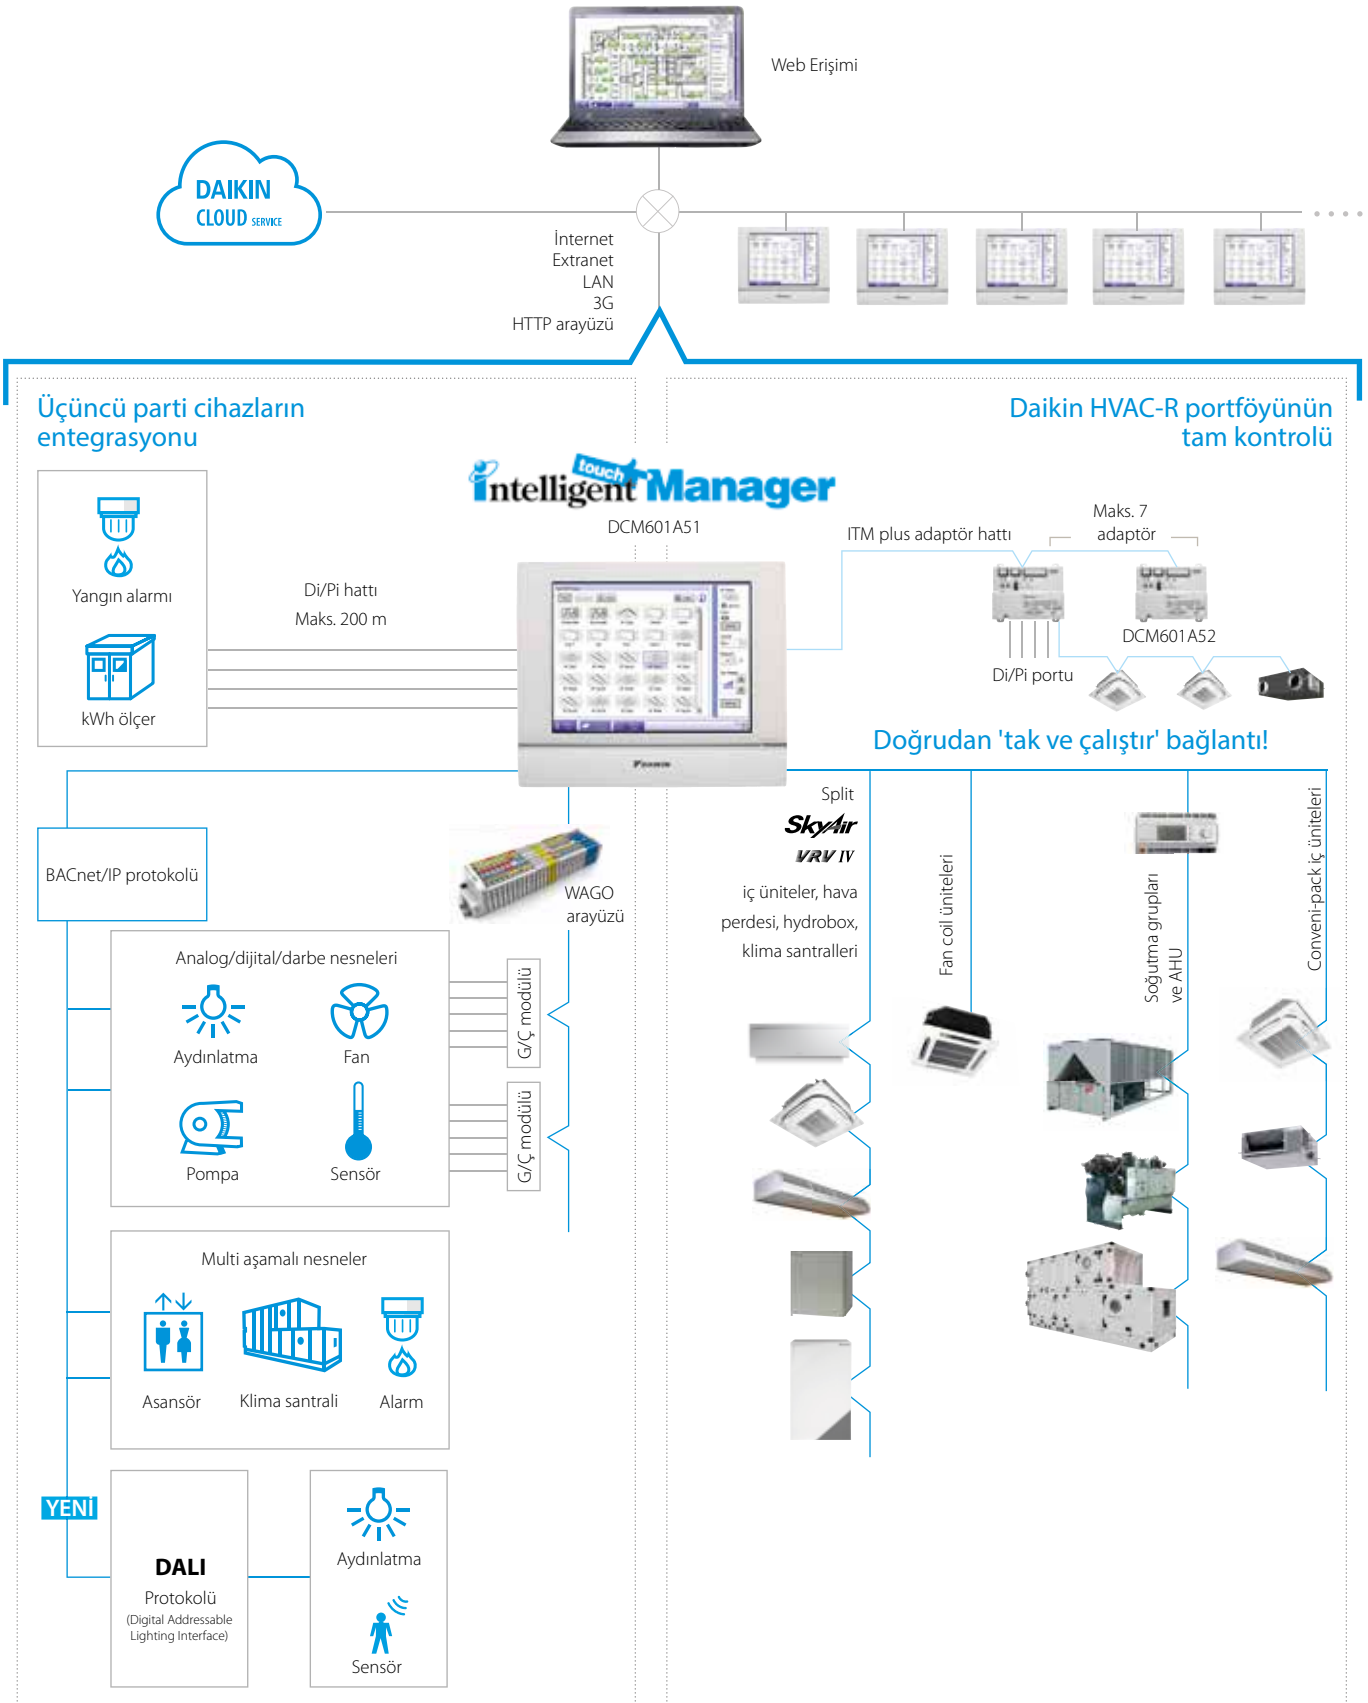 Web Erişimi
DAIKIN
CLOUD SERVICE
İnternet
Extranet
LAN
3G
HTTP arayüzü
Üçüncü parti cihazların
entegrasyonu
Daikin HVAC-R portföyünün
tam kontrolü
intelligent touch Manager
DCM601A51
Yangın alarmı
kWh ölçer
Di/Pi hattı
Maks. 200 m
ITM plus adaptör hattı
Maks. 7
adaptör
DCM601A52
Di/Pi portu
DAIKIN
Doğrudan 'tak ve çalıştır' bağlantı!
BACnet/IP protokolü
WAGO
arayüzü
Split
SkyAir
VRV IV
iç üniteler, hava
perdesi, hydrobox,
klima santralleri
Fan coil üniteleri
Soğutma grupları
ve AHU
Conveni-pack iç üniteleri
Analog/dijital/darbe nesneleri
Aydınlatma
Fan
Pompa
Sensör
G/Ç modülü
G/Ç modülü
Multi aşamalı nesneler
Asansör
Klima santrali
Alarm
YENİ
DALI
Protokolü
(Digital Addressable
Lighting Interface)
Aydınlatma
Sensör